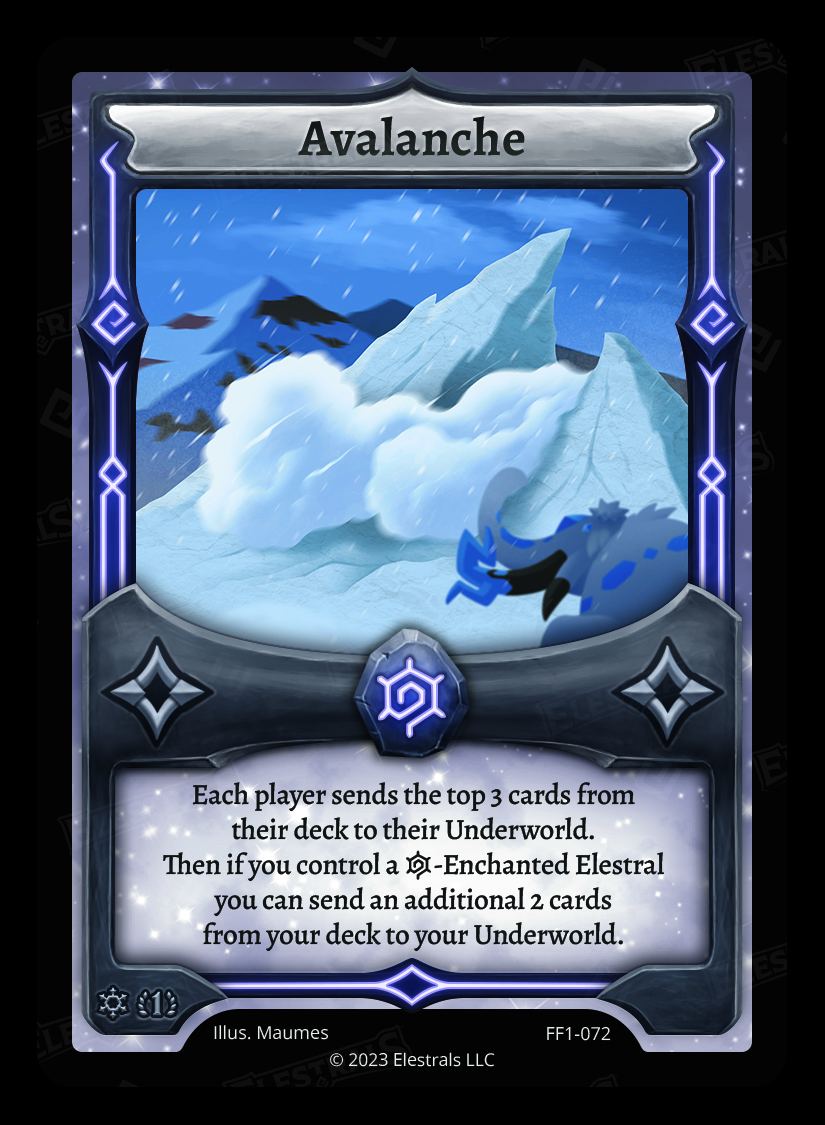 Avalanche
Each player sends the top 3 cards from
their deck to their Underworld.
Then if you control a -Enchanted Elestral
you can send an additional 2 cards
from your deck to your Underworld.
1
Illus. Maumes
FF1-072
© 2023 Elestrals LLC